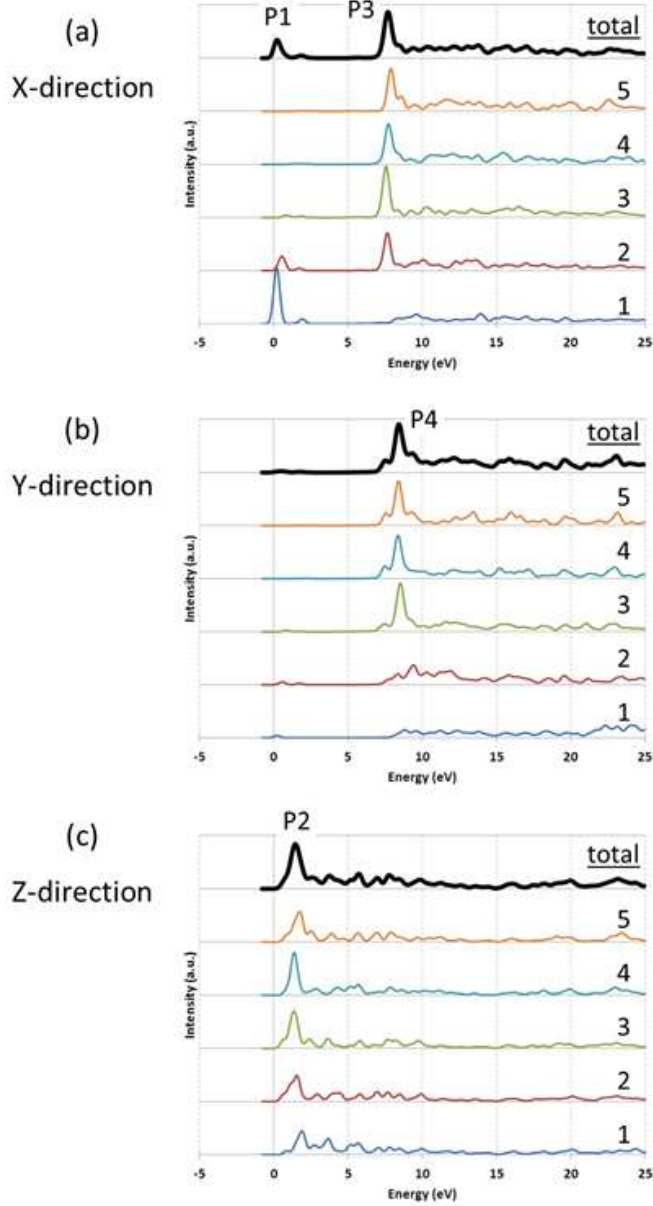 (a)
X-direction
P1
P3
total
5
4
3
2
1
Intensity (a.u.)
-5 0 5 10 15 20 25
Energy (eV)
(b)
Y-direction
P4
total
5
4
3
2
1
Intensity (a.u.)
-5 0 5 10 15 20 25
Energy (eV)
(c)
Z-direction
P2
total
5
4
3
2
1
Intensity (a.u.)
-5 0 5 10 15 20 25
Energy (eV)